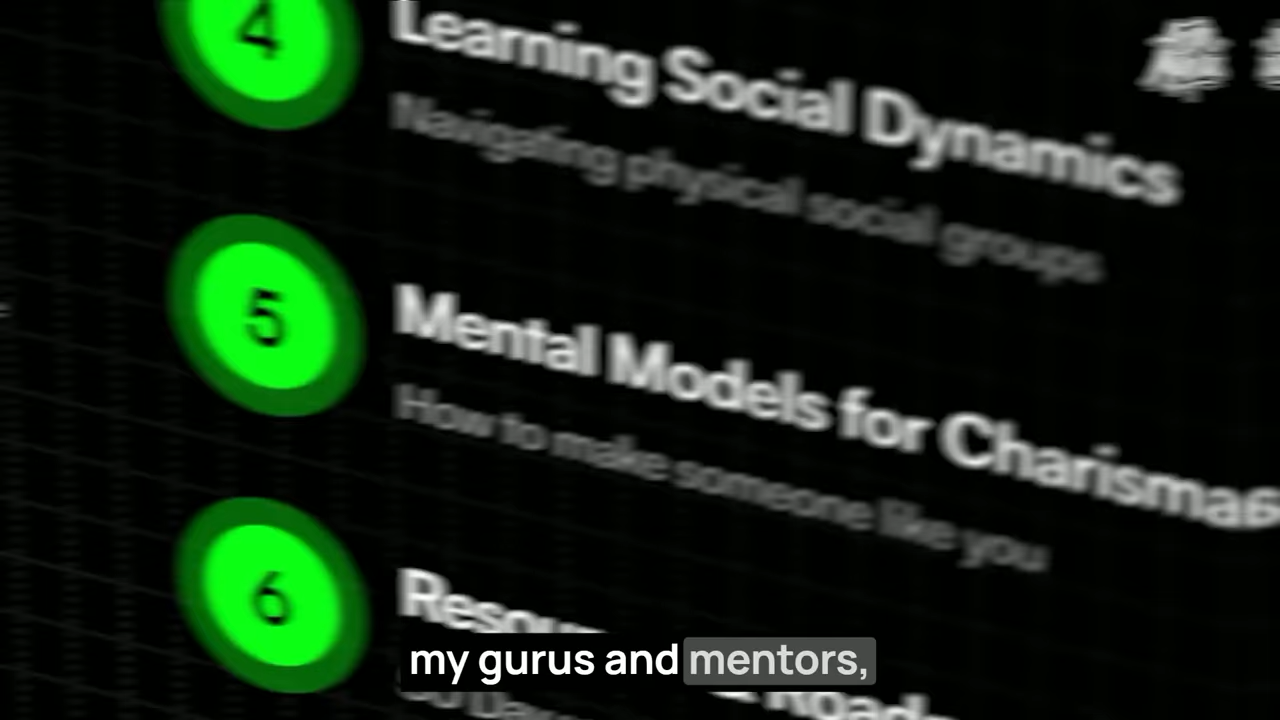 4
Learning Social Dynamics
Navigating physical social groups
5
Mental Models for Charisma
How to make someone like you
6
my gurus and mentors,